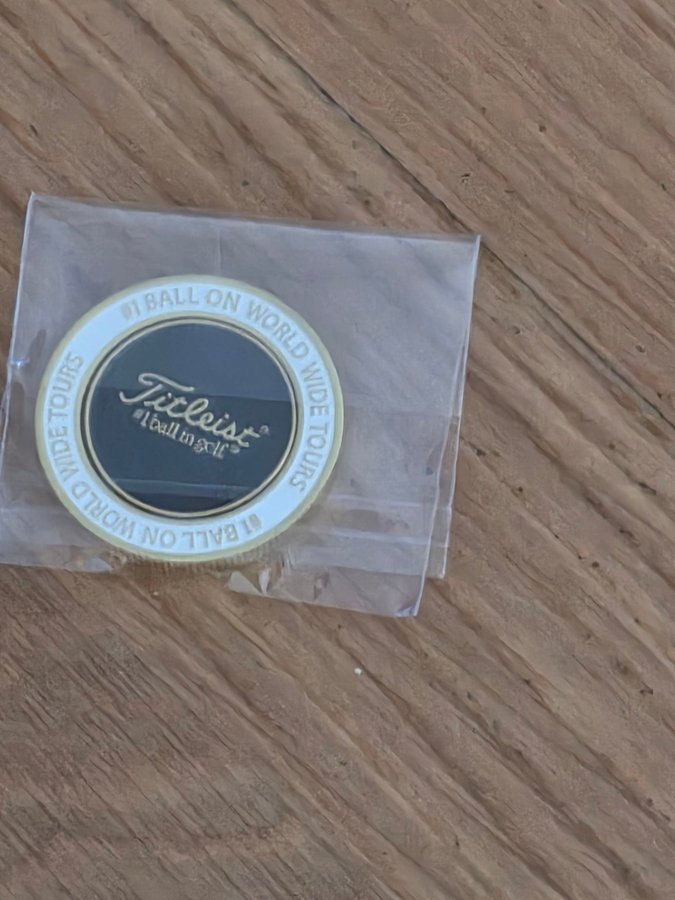 #1 BALL ON WORLD WIDE TOURS
Titleist®
#1 ball in golf®
#1 BALL ON WORLD WIDE TOURS